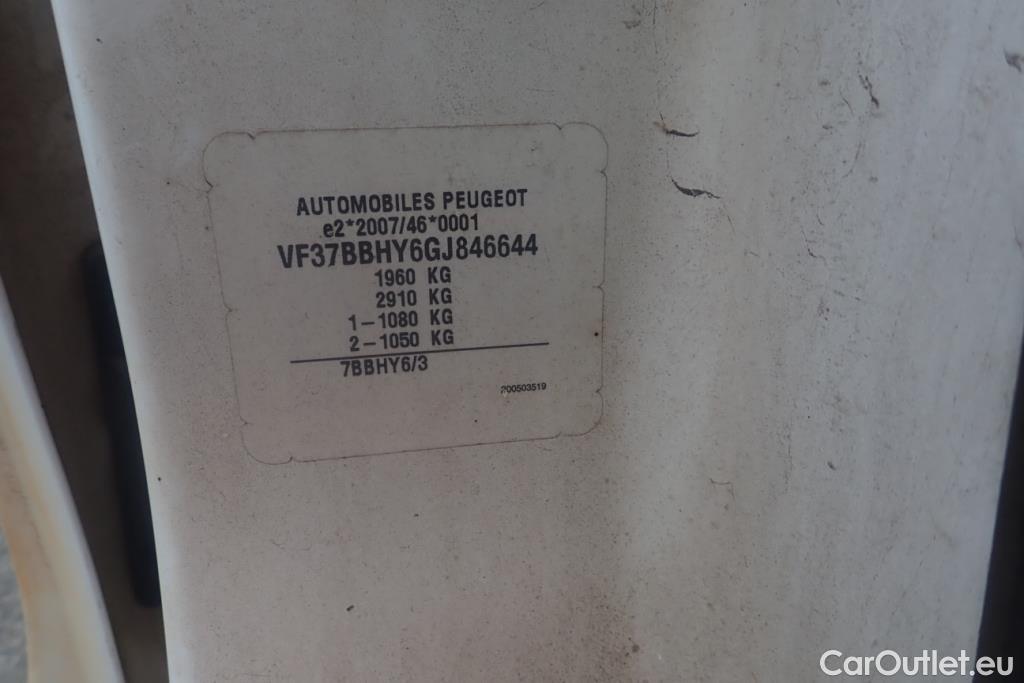 AUTOMOBILES PEUGEOT
e2*2007/46*0001
VF37BBHY6GJ846644
1960 KG
2910 KG
1-1080 KG
2-1050 KG
7BBHY6/3
200503519
CarOutlet.eu